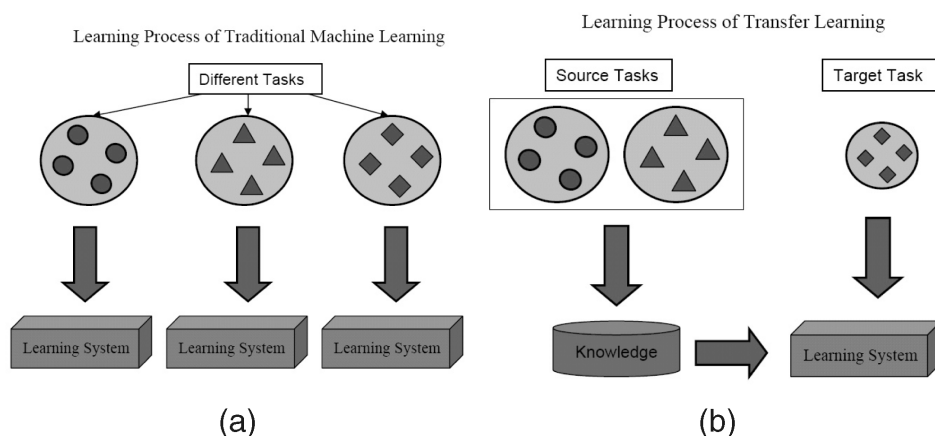 Learning Process of Traditional Machine Learning
Different Tasks
Learning System
Learning System
Learning System
(a)
Learning Process of Transfer Learning
Source Tasks
Target Task
Knowledge
Learning System
(b)